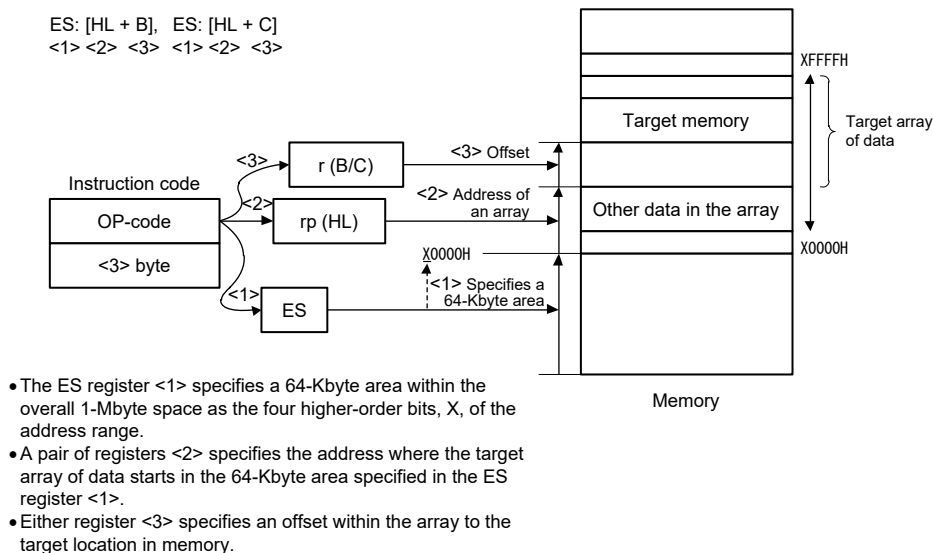 ES: [HL + B], ES: [HL + C]
<1> <2> <3> <1> <2> <3>
XFFFFH
Target memory
Target array
of data
<3>
r (B/C)
<3> Offset
Instruction code
OP-code
<2>
rp (HL)
<2> Address of
an array
Other data in the array
<3> byte
X0000H
X0000H
<1>
ES
<1> Specifies a
64-Kbyte area
Memory
• The ES register <1> specifies a 64-Kbyte area within the
overall 1-Mbyte space as the four higher-order bits, X, of the
address range.
• A pair of registers <2> specifies the address where the target
array of data starts in the 64-Kbyte area specified in the ES
register <1>.
• Either register <3> specifies an offset within the array to the
target location in memory.